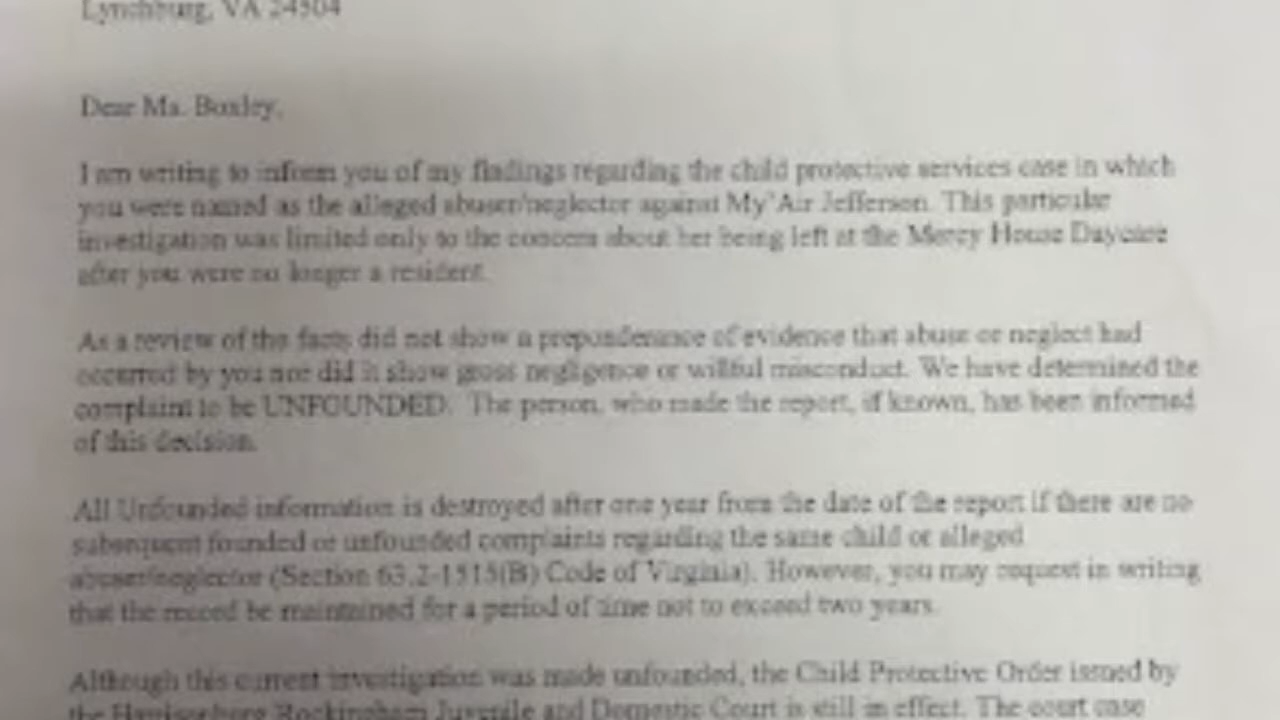 Lynchburg, VA 24504
Dear Ms. Boxley,
I am writing to inform you of my findings regarding the child protective services case in which
you were named as the alleged abuser/neglector against My'Air Jefferson. This particular
investigation was limited only to the concern about her being left at the Mercy House Daycare
after you were no longer a resident.
As a review of the facts did not show a preponderance of evidence that abuse or neglect had
occurred by you nor did it show gross negligence or willful misconduct. We have determined the
complaint to be UNFOUNDED. The person, who made the report, if known, has been informed
of this decision.
All Unfounded information is destroyed after one year from the date of the report if there are no
subsequent founded or unfounded complaints regarding the same child or alleged
abuser/neglector (Section 63.2-1515(B) Code of Virginia). However, you may request in writing
that the record be maintained for a period of time not to exceed two years.
Although this current investigation was made unfounded, the Child Protective Order issued by
the Harrisonburg Rockingham Juvenile and Domestic Court is still in effect. The court case